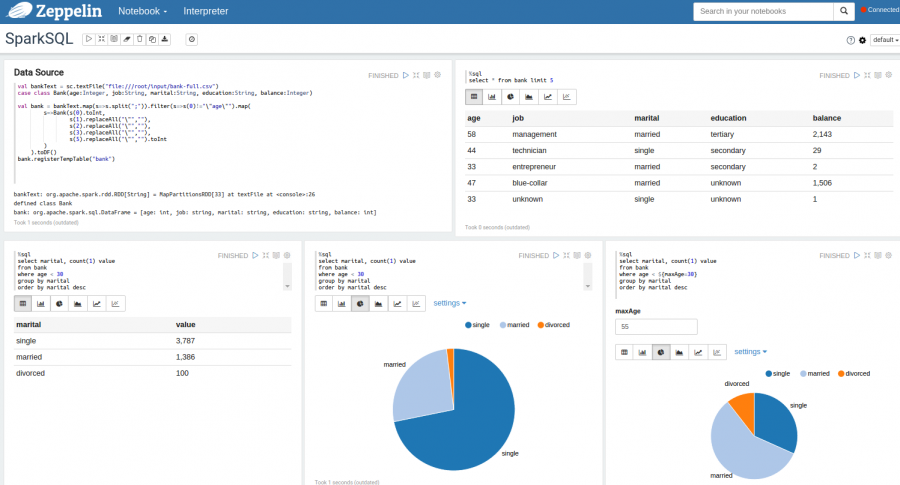 Zeppelin
Notebook
Interpreter
Search in your notebooks
Connected
SparkSQL
default
Data Source
FINISHED
val bankText = sc.textFile("file:///root/input/bank-full.csv")
case class Bank(age:Integer, job:String, marital:String, education:String, balance:Integer)
val bank = bankText.map(s=>s.split(";")).filter(s=>s(0)!="\"age\"").map(
s=>Bank(s(0).toInt,
s(1).replaceAll("\"",""),
s(2).replaceAll("\"",""),
s(3).replaceAll("\"",""),
s(5).replaceAll("\"","").toInt
)
).toDF()
bank.registerTempTable("bank")
bankText: org.apache.spark.rdd.RDD[String] = MapPartitionsRDD[33] at textFile at <console>:26
defined class Bank
bank: org.apache.spark.sql.DataFrame = [age: int, job: string, marital: string, education: string, balance: int]
Took 1 seconds (outdated)
%sql
select * from bank limit 5
FINISHED
age job marital education balance
58 management married tertiary 2,143
44 technician single secondary 29
33 entrepreneur married secondary 2
47 blue-collar married unknown 1,506
33 unknown single unknown 1
Took 0 seconds (outdated)
%sql
select marital, count(1) value
from bank
where age < 30
group by marital
order by marital desc
FINISHED
marital value
single 3,787
married 1,386
divorced 100
%sql
select marital, count(1) value
from bank
where age < 30
group by marital
order by marital desc
FINISHED
settings
single married divorced
married
single
Took 1 seconds (outdated)
%sql
select marital, count(1) value
from bank
where age < ${maxAge=30}
group by marital
order by marital desc
FINISHED
maxAge
55
settings
single married divorced
divorced
single
married